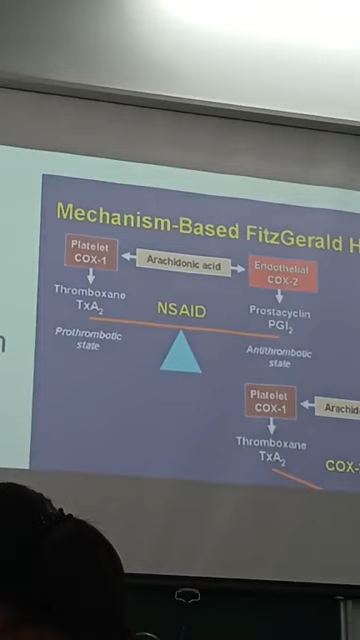 Mechanism-Based FitzGerald H
Platelet
COX-1
Arachidonic acid
Endothelial
COX-2
Thromboxane
TxA2
NSAID
Prostacyclin
PGI2
Prothrombotic
state
Antithrombotic
state
Platelet
COX-1
Arachid
Thromboxane
TxA2
COX-
n